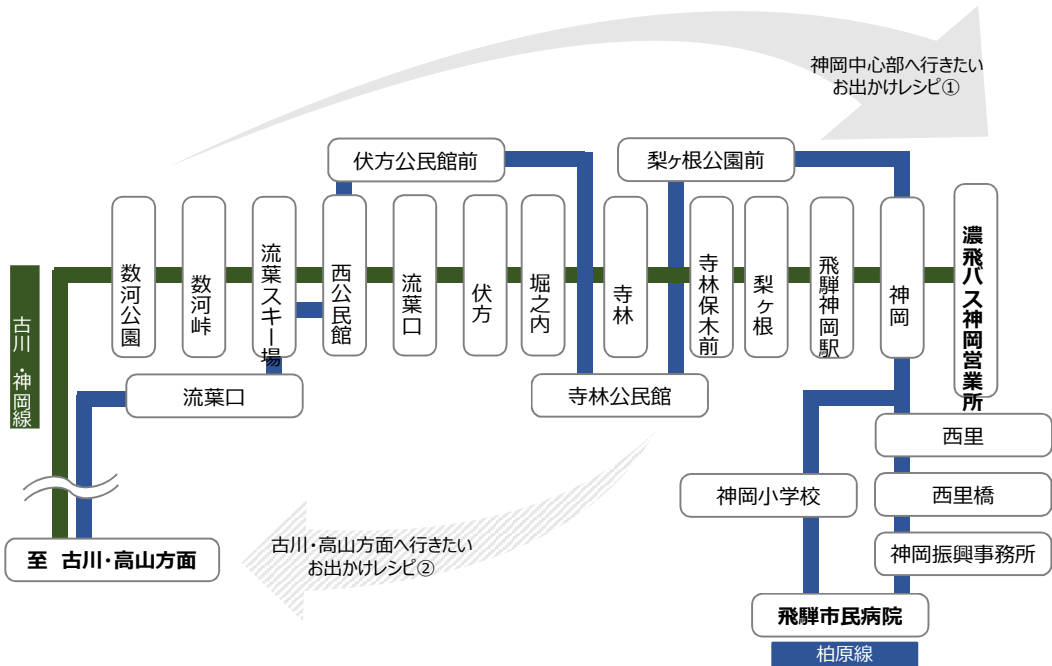 神岡中心部へ行きたい
お出かけレシピ①
伏方公民館前
梨ヶ根公園前
古川・神岡線
数河公園
数河峠
流葉スキー場
西公民館
流葉口
伏方
堀之内
寺林
寺林保木前
梨ヶ根
飛騨神岡駅
神岡
濃飛バス神岡営業所
流葉口
寺林公民館
西里
神岡小学校
西里橋
古川・高山方面へ行きたい
お出かけレシピ②
至 古川・高山方面
神岡振興事務所
飛騨市民病院
柏原線